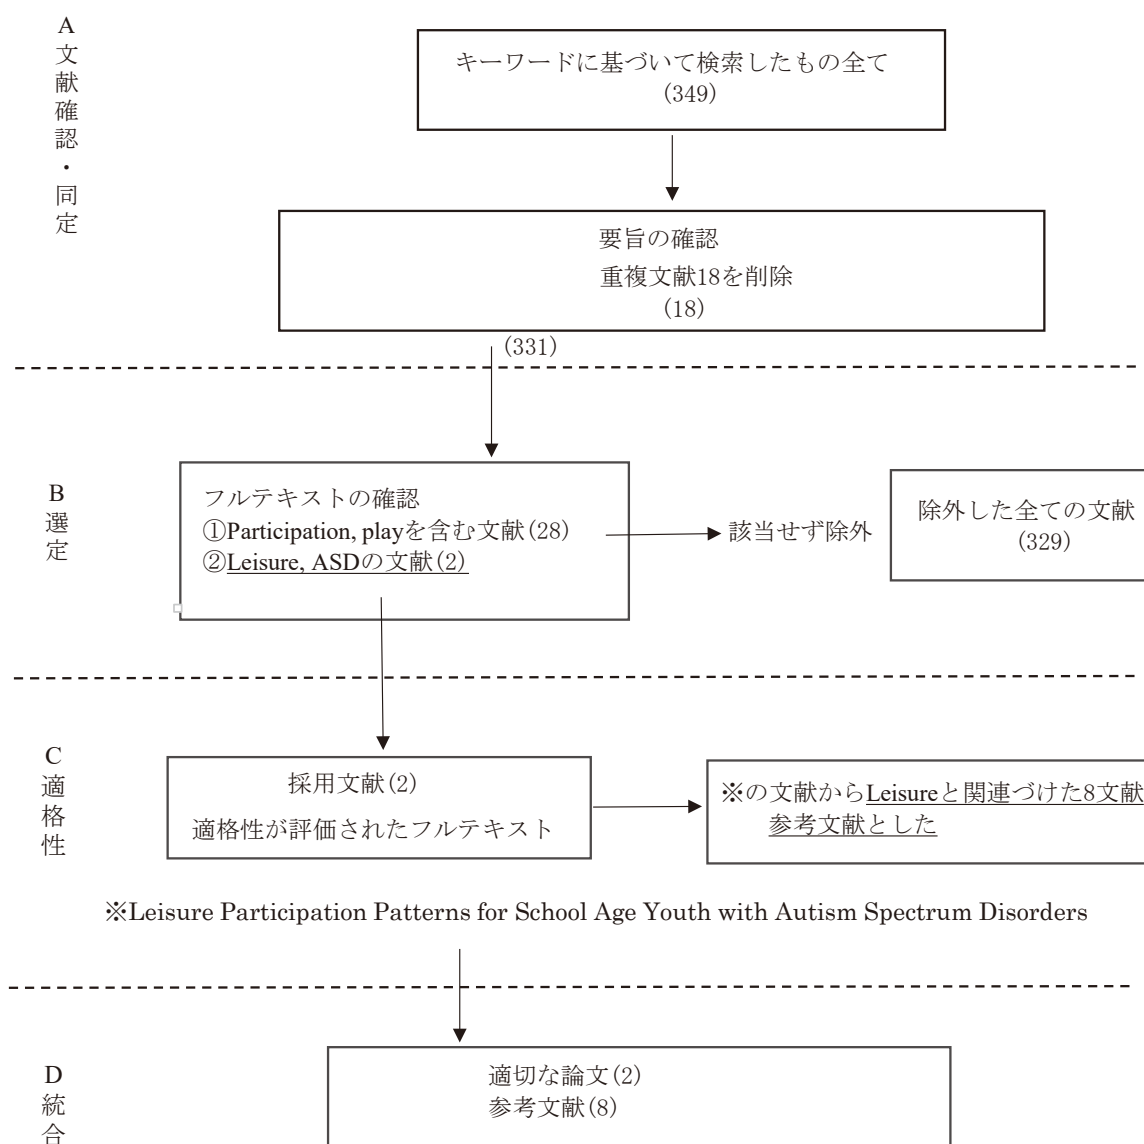 A
文献確認・同定
キーワードに基づいて検索したもの全て
(349)
要旨の確認
重複文献18を削除
(18)
(331)
B
選定
フルテキストの確認
①Participation, playを含む文献(28)
②Leisure, ASDの文献(2)
該当せず除外
除外した全ての文献
(329)
C
適格性
採用文献(2)
適格性が評価されたフルテキスト
※の文献からLeisureと関連づけた8文献
参考文献とした
※Leisure Participation Patterns for School Age Youth with Autism Spectrum Disorders
D
統合
適切な論文(2)
参考文献(8)